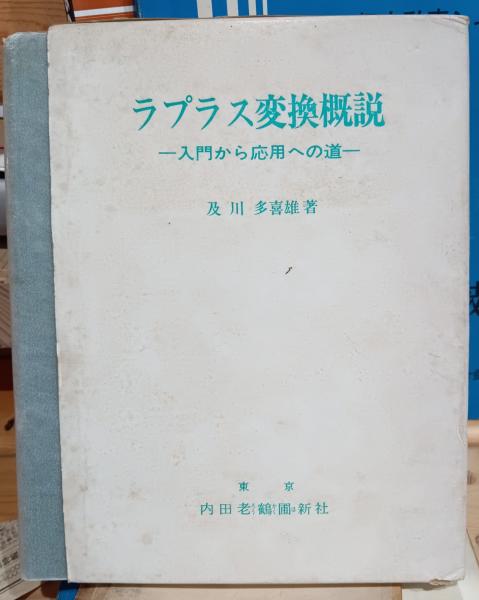 ラプラス変換概説
―入門から応用への道―
及川 多喜雄著
東 京
内田老鶴圃新社